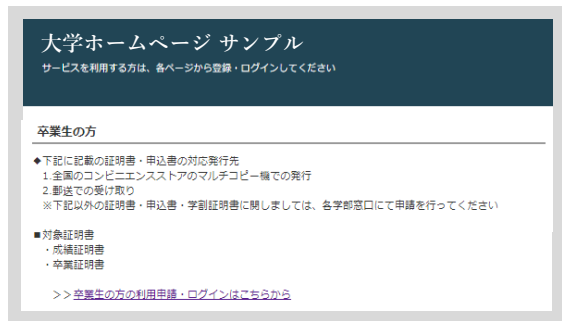 大学ホームページ サンプル
サービスを利用する方は、各ページから登録・ログインしてください
卒業生の方
◆下記に記載の証明書・申込書の対応発行先
1.全国のコンビニエンスストアのマルチコピー機での発行
2.郵送での受け取り
※下記以外の証明書・申込書・学割証明書に関しましては、各学部窓口にて申請を行ってください
■対象証明書
・成績証明書
・卒業証明書
>>卒業生の方の利用申請・ログインはこちらから